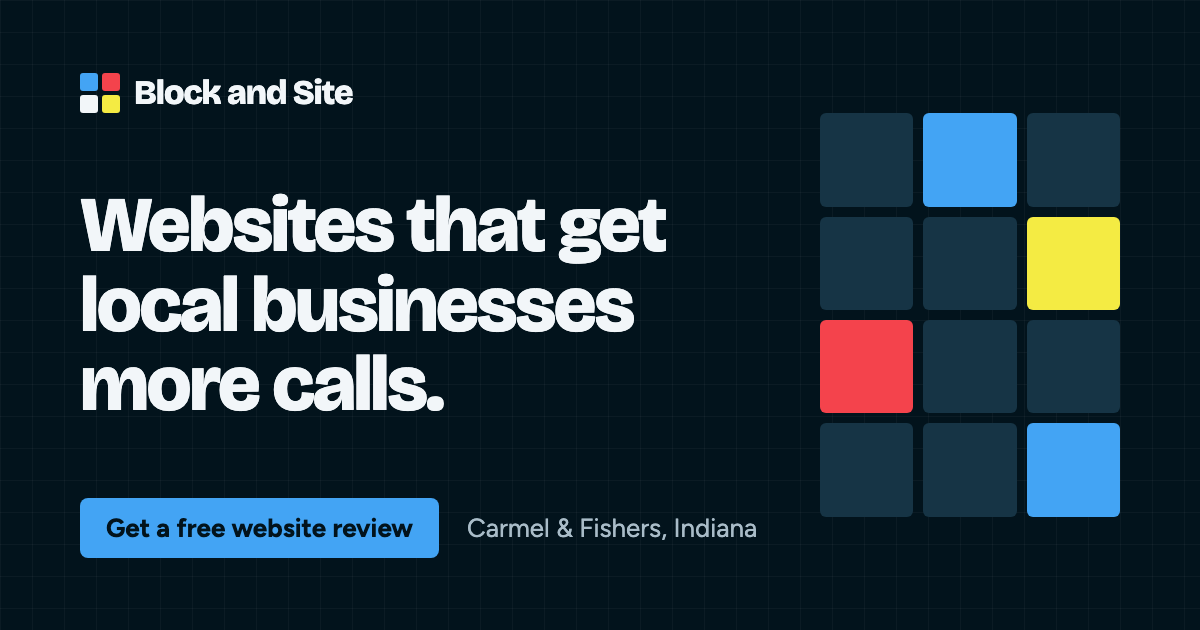 Block and Site
Websites that get
local businesses
more calls.
Get a free website review
Carmel & Fishers, Indiana